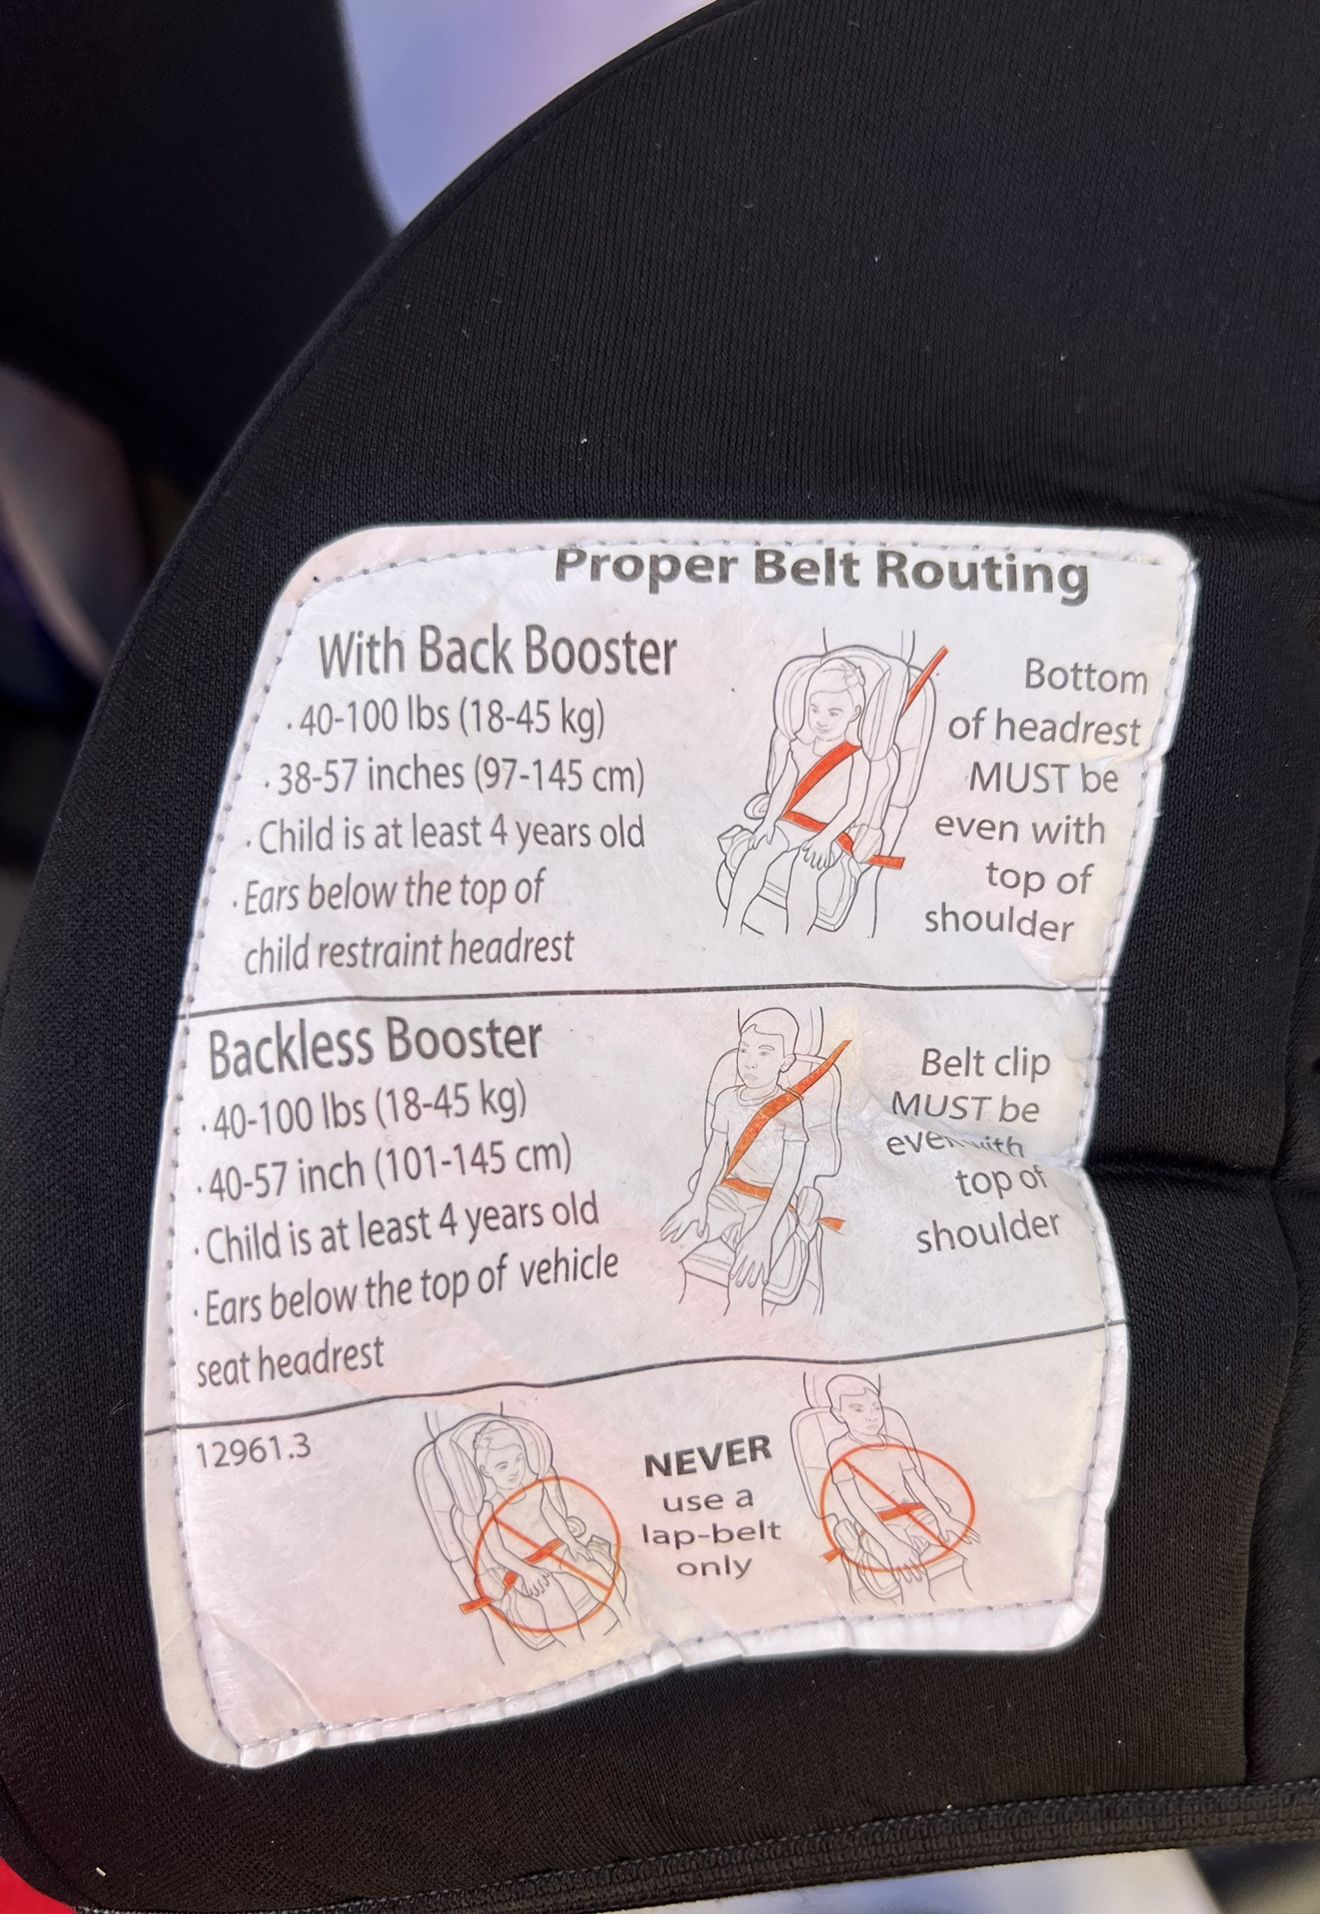 Proper Belt Routing
With Back Booster
· 40-100 lbs (18-45 kg)
· 38-57 inches (97-145 cm)
· Child is at least 4 years old
· Ears below the top of
child restraint headrest
Bottom
of headrest
MUST be
even with
top of
shoulder
Backless Booster
· 40-100 lbs (18-45 kg)
· 40-57 inch (101-145 cm)
· Child is at least 4 years old
· Ears below the top of vehicle
seat headrest
Belt clip
MUST be
even with
top of
shoulder
12961.3
NEVER
use a
lap-belt
only